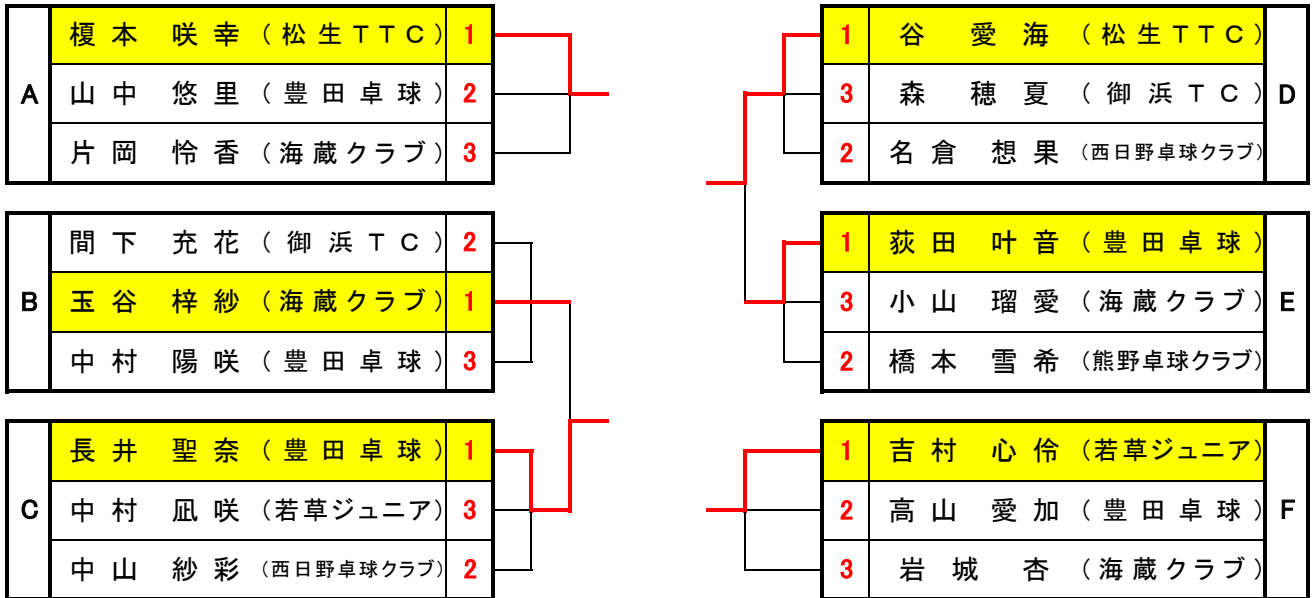 A
榎本 咲幸 (松生TTC) 1
山中 悠里 (豊田卓球) 2
片岡 怜香 (海蔵クラブ) 3
B
間下 充花 (御浜TC) 2
玉谷 梓紗 (海蔵クラブ) 1
中村 陽咲 (豊田卓球) 3
C
長井 聖奈 (豊田卓球) 1
中村 凪咲 (若草ジュニア) 3
中山 紗彩 (西日野卓球クラブ) 2
1 谷 愛海 (松生TTC)
3 森 穂夏 (御浜TC)
2 名倉 想果 (西日野卓球クラブ)
D
1 荻田 叶音 (豊田卓球)
3 小山 瑠愛 (海蔵クラブ)
2 橋本 雪希 (熊野卓球クラブ)
E
1 吉村 心伶 (若草ジュニア)
2 高山 愛加 (豊田卓球)
3 岩城 杏 (海蔵クラブ)
F